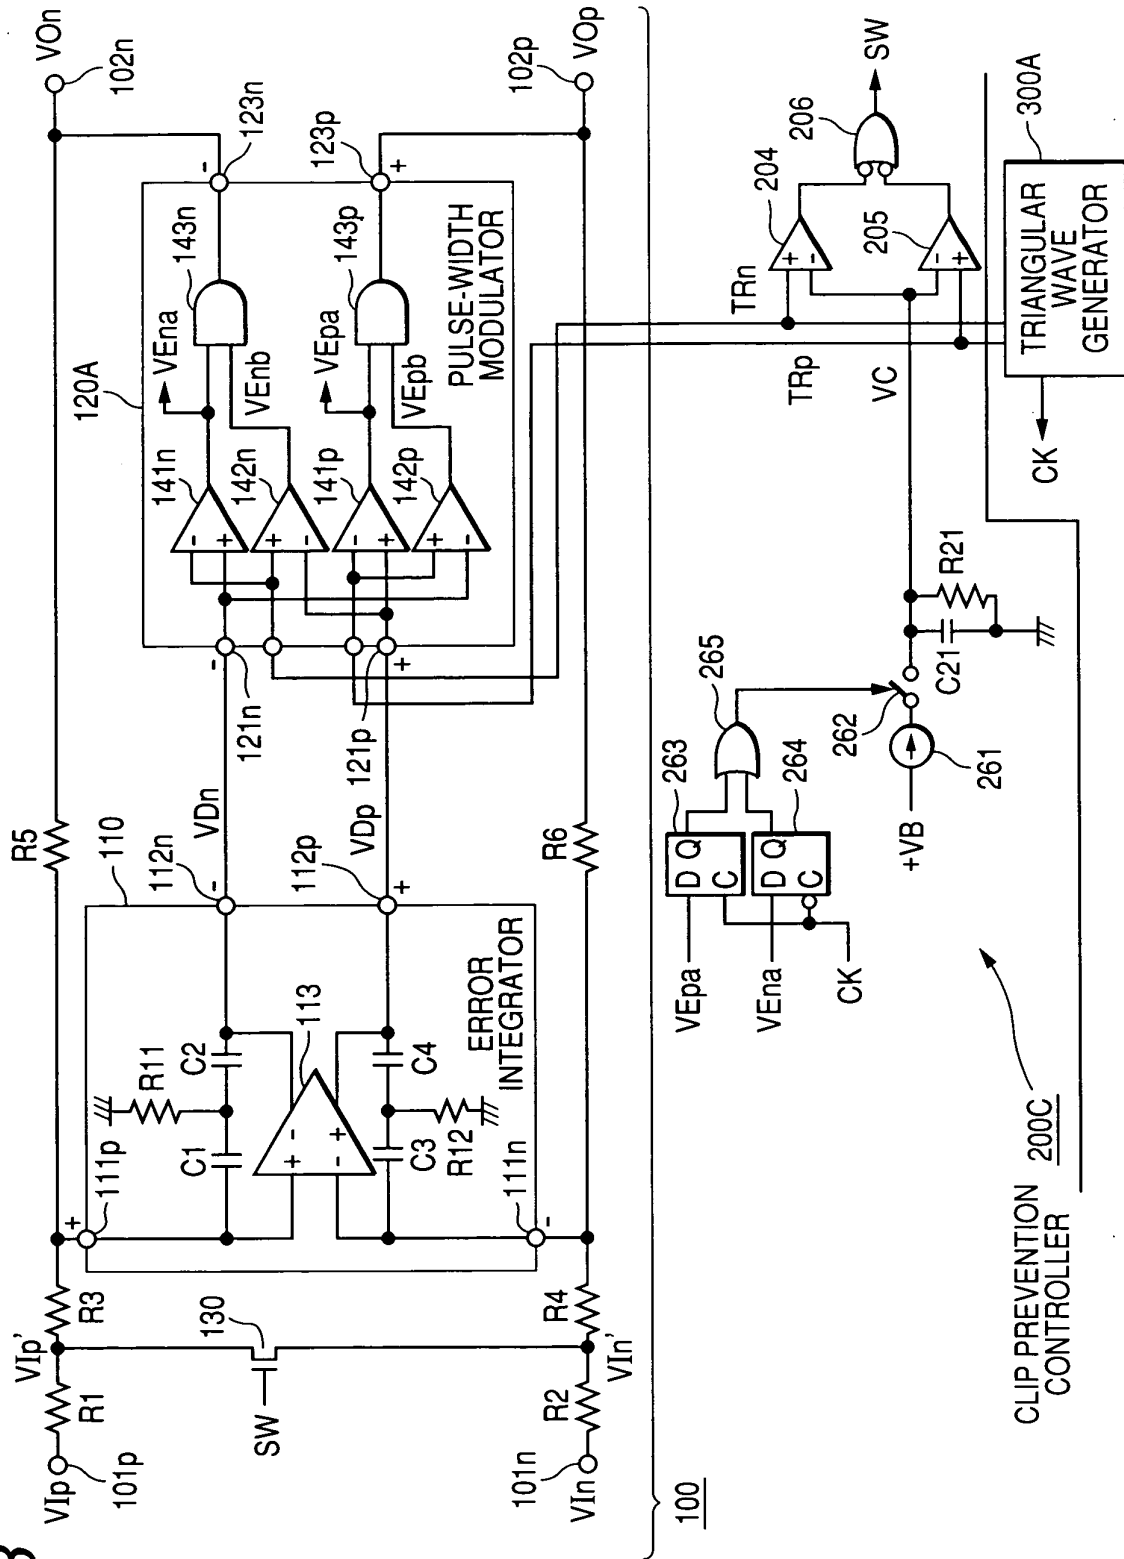 8
VIp
101p
R1
VIp'
R3
SW
130
VIn
101n
R2
VIn'
R4
+
111p
-
111n
C1
R11
C2
113
+
-
-
+
C3
R12
C4
ERROR
INTEGRATOR
110
112n
-
112p
+
R5
R6
VDn
VDp
121n
-
121p
+
120A
141n
-
+
142n
+
-
141p
-
+
142p
+
-
VEna
VEnb
VEpa
VEpb
143n
143p
PULSE-WIDTH
MODULATOR
123n
-
123p
+
VOn
102n
VOp
102p
100
VEpa
VEna
CK
263
D Q
C
264
D Q
C
265
262
261
+VB
C21
R21
VC
TRn
TRp
204
+
-
205
-
+
206
SW
300A
TRIANGULAR
WAVE
GENERATOR
CK
CLIP PREVENTION
CONTROLLER
200C